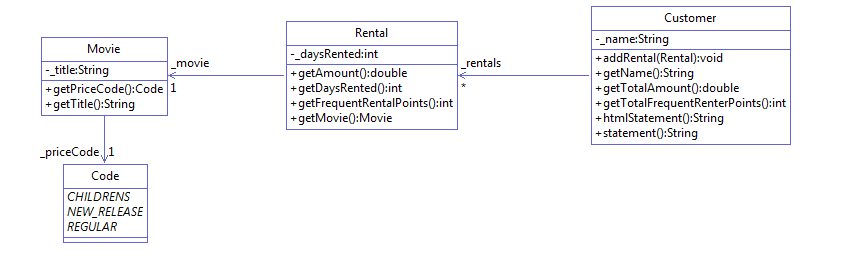 Movie
-_title:String
+getPriceCode():Code
+getTitle():String
_movie
1
Rental
-_daysRented:int
+getAmount():double
+getDaysRented():int
+getFrequentRentalPoints():int
+getMovie():Movie
_rentals
*
Customer
-_name:String
+addRental(Rental):void
+getName():String
+getTotalAmount():double
+getTotalFrequentRenterPoints():int
+htmlStatement():String
+statement():String
_priceCode 1
Code
CHILDRENS
NEW_RELEASE
REGULAR